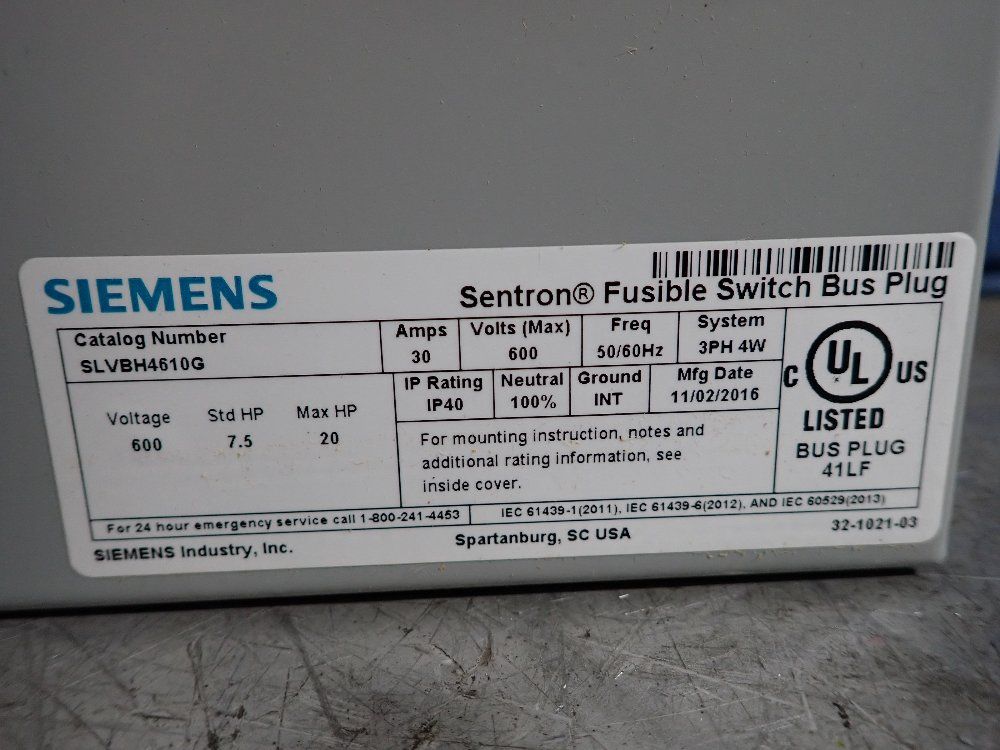 SIEMENS
Sentron® Fusible Switch Bus Plug
Catalog Number
SLVBH4610G
Amps
30
Volts (Max)
600
Freq
50/60Hz
System
3PH 4W
Voltage Std HP Max HP
600 7.5 20
IP Rating
IP40
Neutral
100%
Ground
INT
Mfg Date
11/02/2016
For mounting instruction, notes and
additional rating information, see
inside cover.
C UL US
LISTED
BUS PLUG
41LF
For 24 hour emergency service call 1-800-241-4453
IEC 61439-1(2011), IEC 61439-6(2012), AND IEC 60529(2013)
SIEMENS Industry, Inc.
Spartanburg, SC USA
32-1021-03